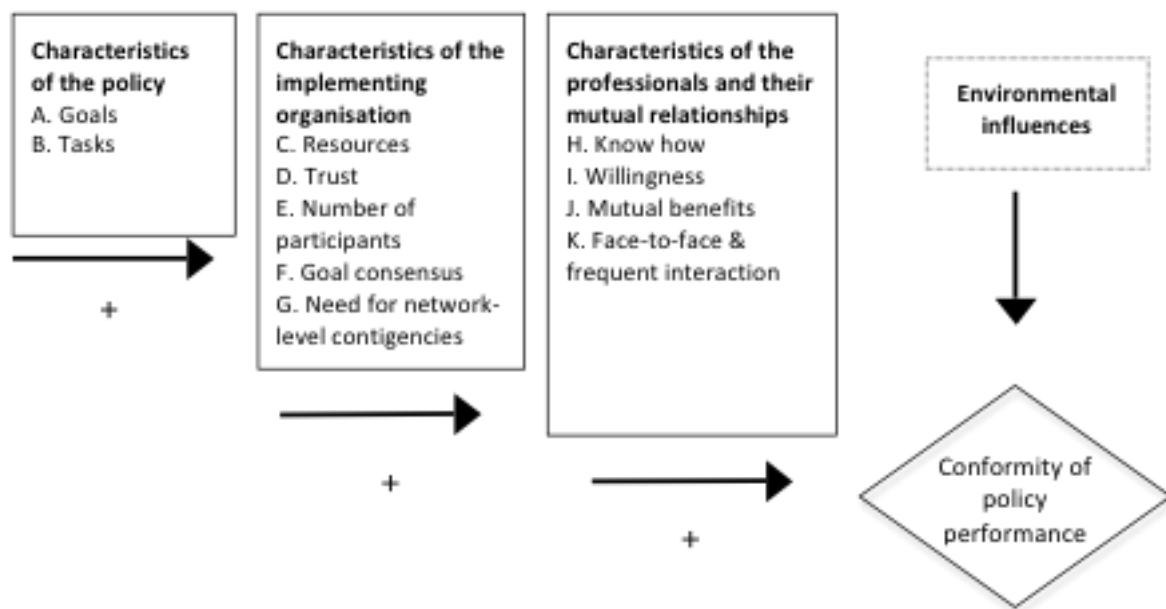 Characteristics
of the policy
A. Goals
B. Tasks
+
Characteristics of the
implementing
organisation
C. Resources
D. Trust
E. Number of
participants
F. Goal consensus
G. Need for network-
level contigencies
+
Characteristics of the
professionals and their
mutual relationships
H. Know how
I. Willingness
J. Mutual benefits
K. Face-to-face &
frequent interaction
+
Environmental
influences
Conformity of
policy
performance